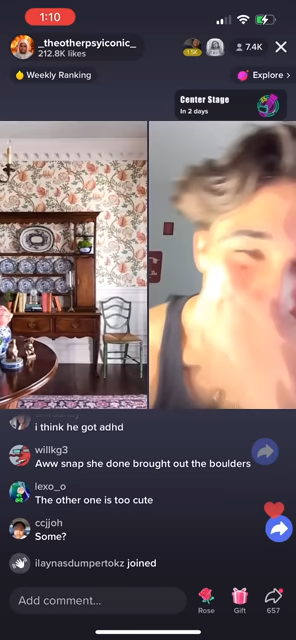 1:10
_theotherpsyiconic_
212.8K likes
7.4K
Weekly Ranking
Explore >
Center Stage
In 2 days
i think he got adhd
willkg3
Aww snap she done brought out the boulders
lexo_o
The other one is too cute
ccjjoh
Some?
ilaynasdumpertokz joined
Add comment...
Rose
Gift
657